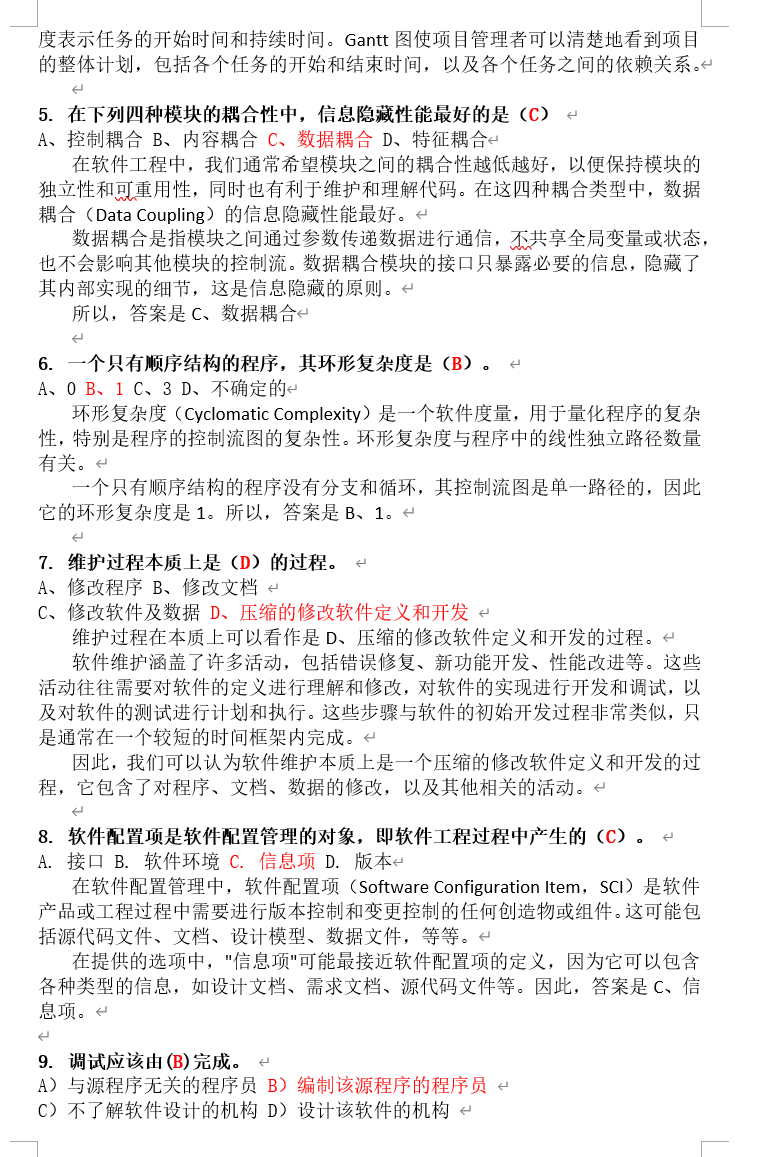 度表示任务的开始时间和持续时间。Gantt 图使项目管理者可以清楚地看到项目
的整体计划，包括各个任务的开始和结束时间，以及各个任务之间的依赖关系。
5. 在下列四种模块的耦合性中，信息隐藏性能最好的是（C）
A、控制耦合 B、内容耦合 C、数据耦合 D、特征耦合
在软件工程中，我们通常希望模块之间的耦合性越低越好，以便保持模块的
独立性和可重用性，同时也有利于维护和理解代码。在这四种耦合类型中，数据
耦合（Data Coupling）的信息隐藏性能最好。
数据耦合是指模块之间通过参数传递数据进行通信，不共享全局变量或状态，
也不会影响其他模块的控制流。数据耦合模块的接口只暴露必要的信息，隐藏了
其内部实现的细节，这是信息隐藏的原则。
所以，答案是 C、数据耦合
6. 一个只有顺序结构的程序，其环形复杂度是（B）。
A、0 B、1 C、3 D、不确定的
环形复杂度（Cyclomatic Complexity）是一个软件度量，用于量化程序的复杂
性，特别是程序的控制流图的复杂性。环形复杂度与程序中的线性独立路径数量
有关。
一个只有顺序结构的程序没有分支和循环，其控制流图是单一路径的，因此
它的环形复杂度是 1。所以，答案是 B、1。
7. 维护过程本质上是（D）的过程。
A、修改程序 B、修改文档
C、修改软件及数据 D、压缩的修改软件定义和开发
维护过程在本质上可以看作是 D、压缩的修改软件定义和开发的过程。
软件维护涵盖了许多活动，包括错误修复、新功能开发、性能改进等。这些
活动往往需要对软件的定义进行理解和修改，对软件的实现进行开发和调试，以
及对软件的测试进行计划和执行。这些步骤与软件的初始开发过程非常类似，只
是通常在一个较短的时间框架内完成。
因此，我们可以认为软件维护本质上是一个压缩的修改软件定义和开发的过
程，它包含了对程序、文档、数据的修改，以及其他相关的活动。
8. 软件配置项是软件配置管理的对象，即软件工程过程中产生的（C）。
A. 接口 B. 软件环境 C. 信息项 D. 版本
在软件配置管理中，软件配置项（Software Configuration Item，SCI）是软件
产品或工程过程中需要进行版本控制和变更控制的任何创造物或组件。这可能包
括源代码文件、文档、设计模型、数据文件，等等。
在提供的选项中，"信息项"可能最接近软件配置项的定义，因为它可以包含
各种类型的信息，如设计文档、需求文档、源代码文件等。因此，答案是 C、信
息项。
9. 调试应该由(B)完成。
A）与源程序无关的程序员 B）编制该源程序的程序员
C）不了解软件设计的机构 D）设计该软件的机构